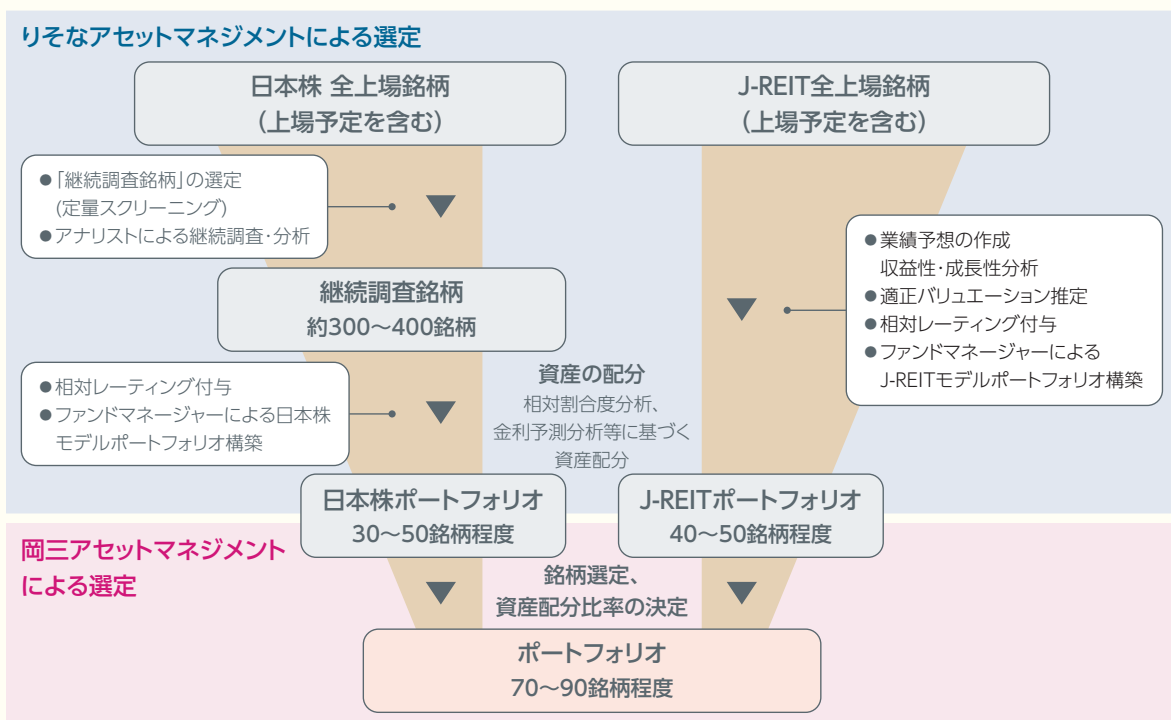 りそなアセットマネジメントによる選定
日本株 全上場銘柄
(上場予定を含む)
J-REIT全上場銘柄
(上場予定を含む)
●「継続調査銘柄」の選定
(定量スクリーニング)
●アナリストによる継続調査・分析
継続調査銘柄
約300〜400銘柄
●業績予想の作成
収益性・成長性分析
●適正バリュエーション推定
●相対レーティング付与
●ファンドマネージャーによる
J-REITモデルポートフォリオ構築
●相対レーティング付与
●ファンドマネージャーによる日本株
モデルポートフォリオ構築
資産の配分
相対割合度分析、
金利予測分析等に基づく
資産配分
日本株ポートフォリオ
30〜50銘柄程度
J-REITポートフォリオ
40〜50銘柄程度
岡三アセットマネジメント
による選定
銘柄選定、
資産配分比率の決定
ポートフォリオ
70〜90銘柄程度